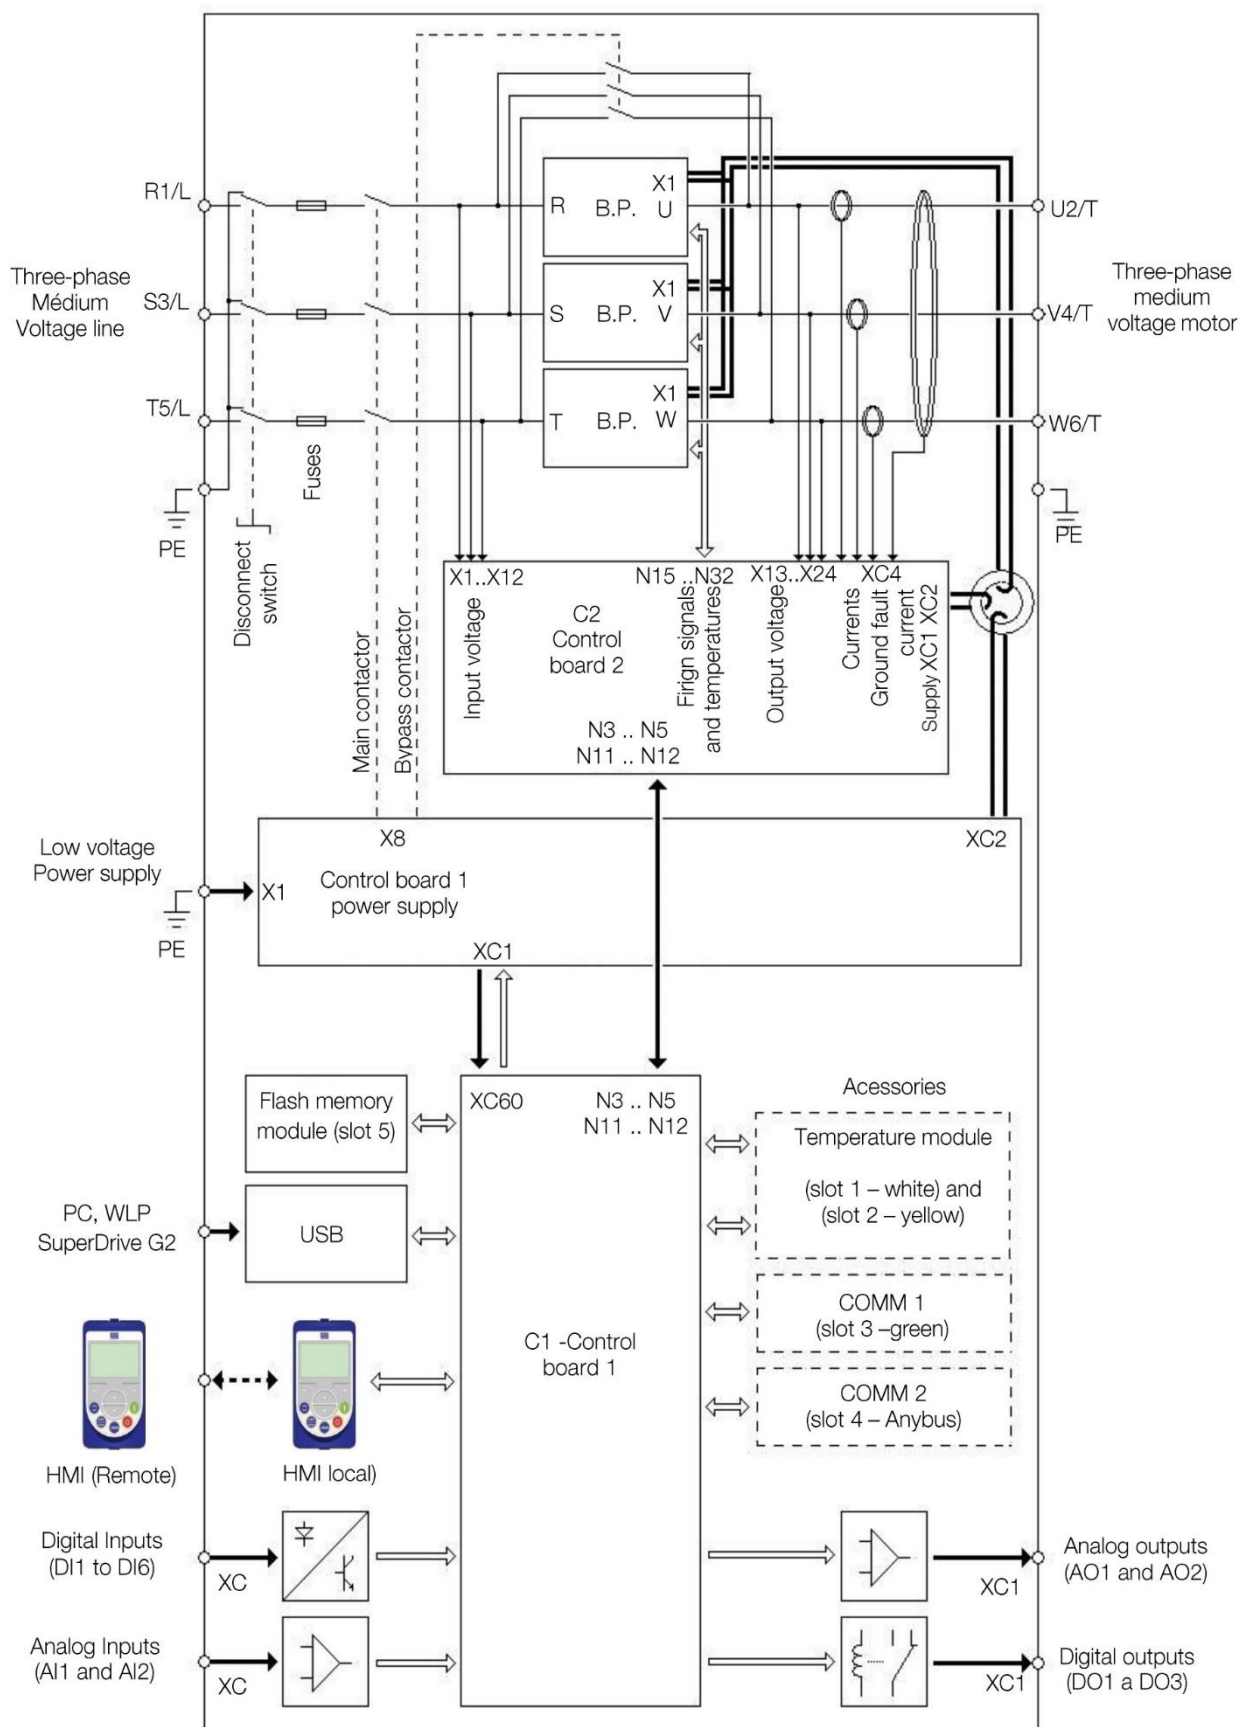 R1/L
X1
R
B.P.
U
U2/T
Three-phase
Médium
Voltage line
S3/L
X1
S
B.P.
V
V4/T
Three-phase
medium
voltage motor
T5/L
X1
T
B.P.
W
W6/T
Fuses
PE
PE
Disconnect
switch
Main contactor
Bypass contactor
X1..X12
Input voltage
C2
Control
board 2
N15 ..N32
Firign signals
and temperatures
X13..X24
Output voltage
XC4
Currents
Ground fault
current
Supply XC1 XC2
N3 .. N5
N11 .. N12
Low voltage
Power supply
PE
X8
XC2
X1
Control board 1
power supply
XC1
Flash memory
module (slot 5)
XC60
N3 .. N5
N11 .. N12
Acessories
Temperature module
(slot 1 – white) and
(slot 2 – yellow)
PC, WLP
SuperDrive G2
USB
COMM 1
(slot 3 –green)
C1 -Control
board 1
COMM 2
(slot 4 – Anybus)
HMI (Remote)
HMI local)
Digital Inputs
(DI1 to DI6)
XC
XC1
Analog outputs
(AO1 and AO2)
Analog Inputs
(AI1 and AI2)
XC
XC1
Digital outputs
(DO1 a DO3)